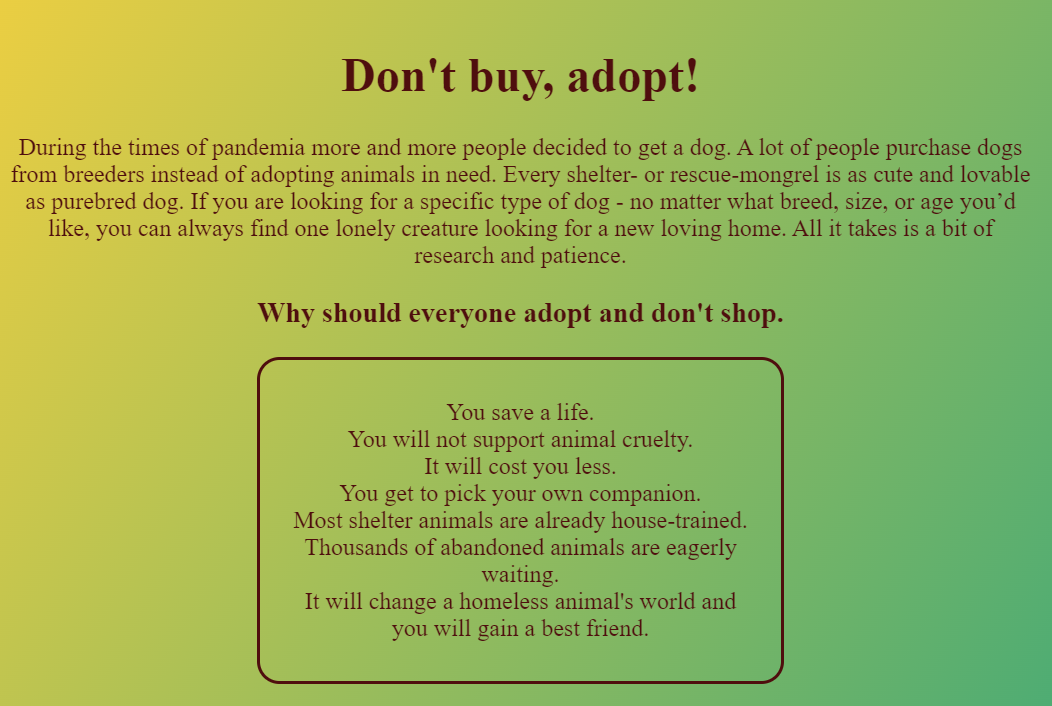 Don't buy, adopt!
During the times of pandemia more and more people decided to get a dog. A lot of people purchase dogs
from breeders instead of adopting animals in need. Every shelter- or rescue-mongrel is as cute and lovable
as purebred dog. If you are looking for a specific type of dog - no matter what breed, size, or age you’d
like, you can always find one lonely creature looking for a new loving home. All it takes is a bit of
research and patience.
Why should everyone adopt and don't shop.
You save a life.
You will not support animal cruelty.
It will cost you less.
You get to pick your own companion.
Most shelter animals are already house-trained.
Thousands of abandoned animals are eagerly
waiting.
It will change a homeless animal's world and
you will gain a best friend.